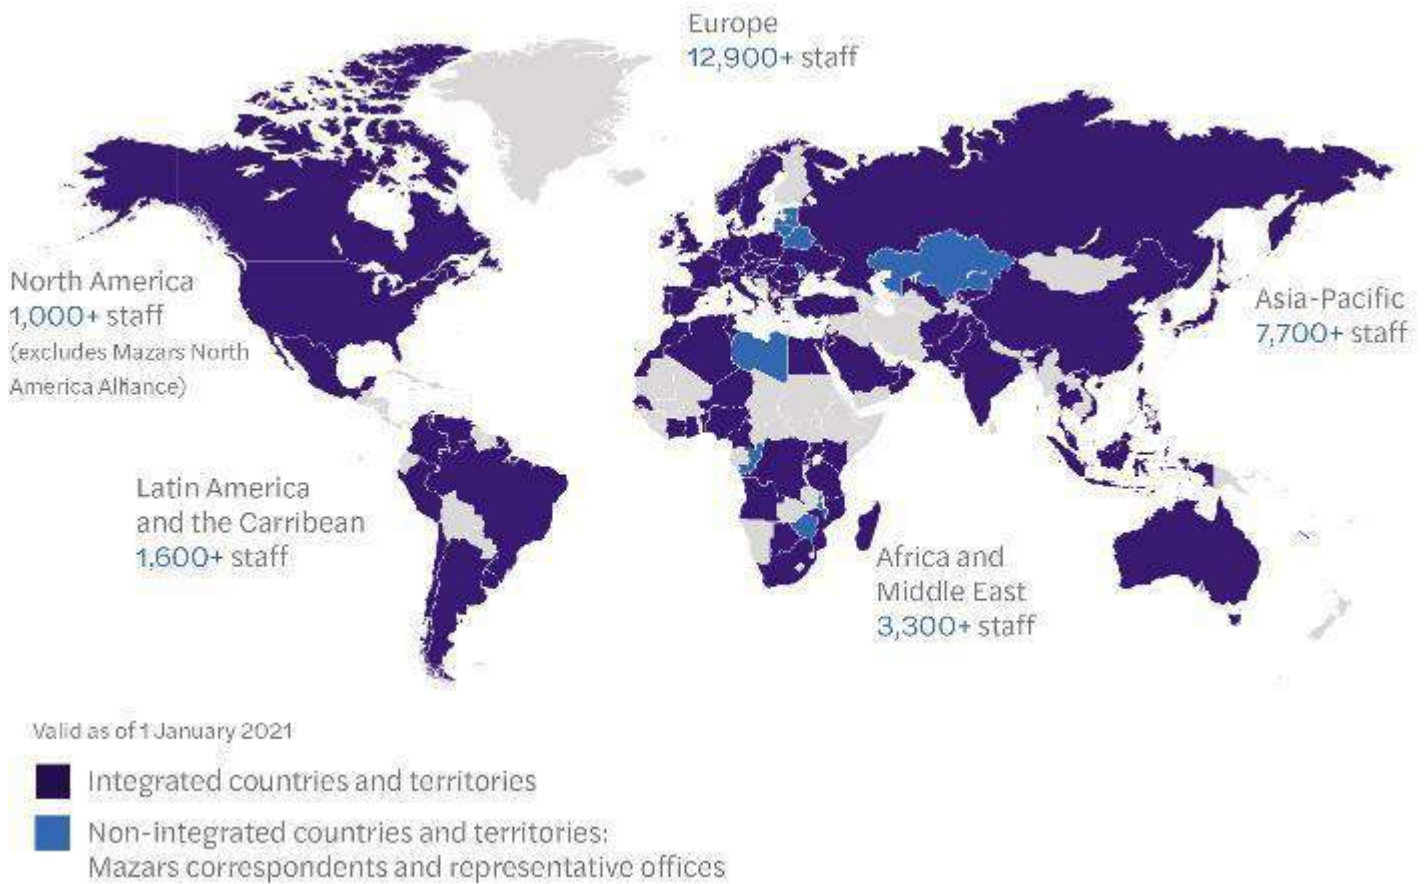 Europe
12,900+ staff
North America
1,000+ staff
(excludes Mazars North
America Alliance)
Asia-Pacific
7,700+ staff
Latin America
and the Carribean
1,600+ staff
Africa and
Middle East
3,300+ staff
Valid as of 1 January 2021
Integrated countries and territories
Non-integrated countries and territories:
Mazars correspondents and representative offices